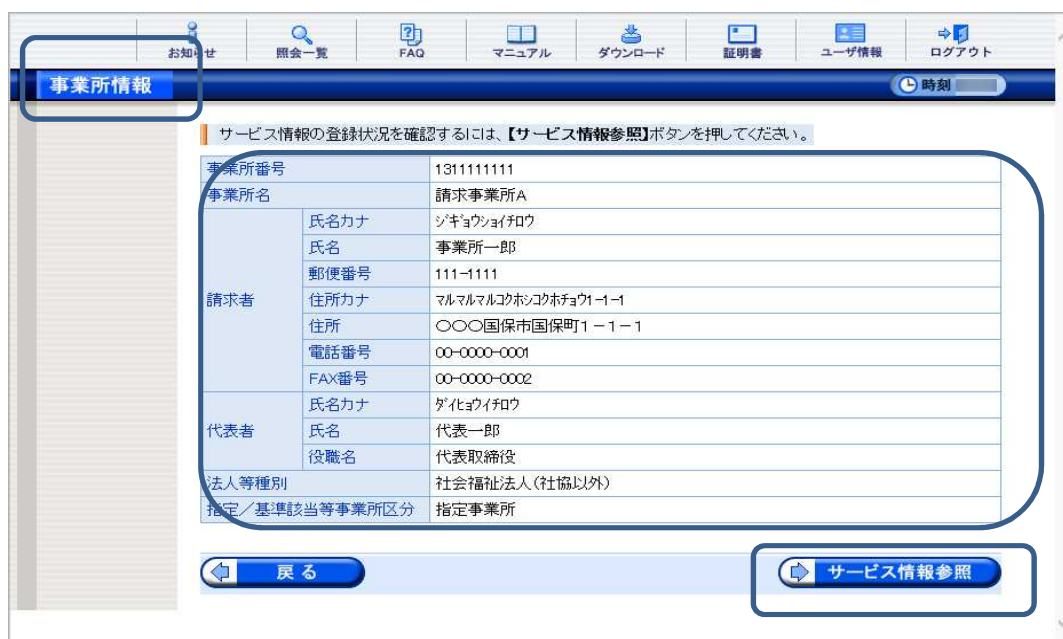 お知らせ 照会一覧 FAQ マニュアル ダウンロード 証明書 ユーザ情報 ログアウト
事業所情報 時刻
サービス情報の登録状況を確認するには、【サービス情報参照】ボタンを押してください。
事業所番号 1311111111
事業所名 請求事業所A
氏名カナ ｼﾞｷﾞｮｳｼｮｲﾁﾛｳ
氏名 事業所一郎
郵便番号 111-1111
請求者 住所カナ ﾏﾙﾏﾙﾏﾙｺｸﾎｼｺｸﾎﾁｮｳ1-1-1
住所 〇〇〇国保市国保町1－1－1
電話番号 00-0000-0001
FAX番号 00-0000-0002
氏名カナ ﾀﾞｲﾋｮｳｲﾁﾛｳ
代表者 氏名 代表一郎
役職名 代表取締役
法人等種別 社会福祉法人(社協以外)
指定／基準該当等事業所区分 指定事業所
戻る サービス情報参照